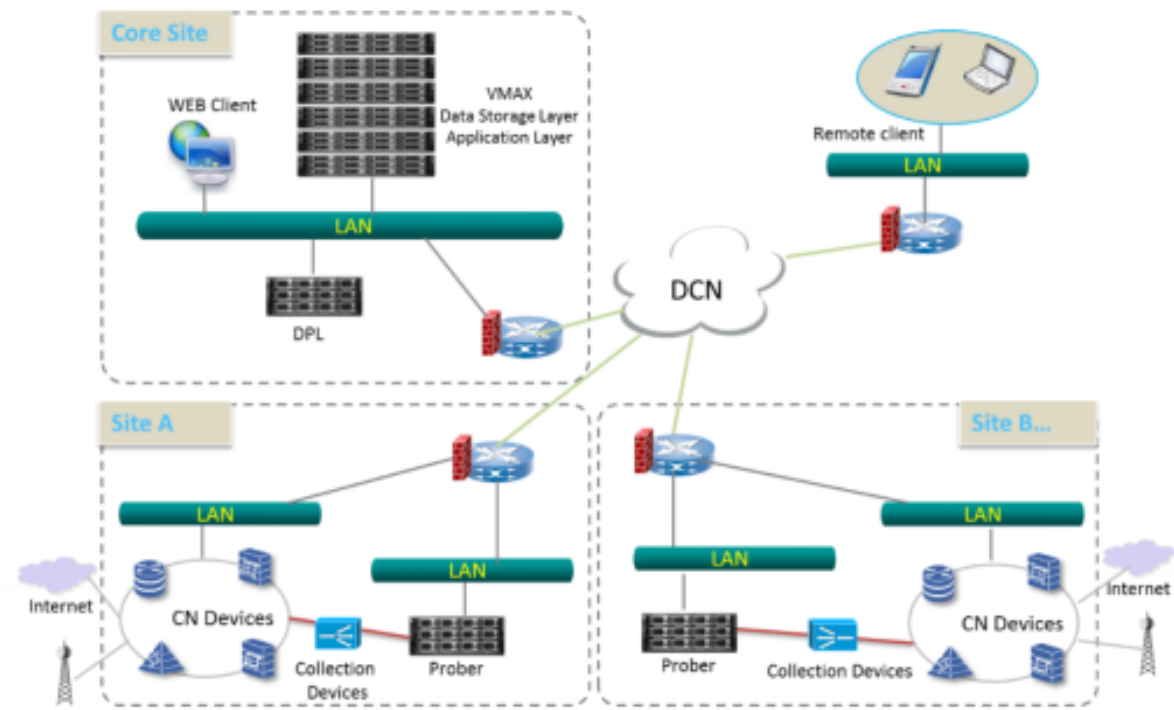 Core Site
WEB Client
VMAX
Data Storage Layer
Application Layer
LAN
DPL
Remote client
LAN
DCN
Site A
LAN
LAN
Internet
CN Devices
Collection
Devices
Prober
Site B...
LAN
LAN
Internet
CN Devices
Prober
Collection Devices